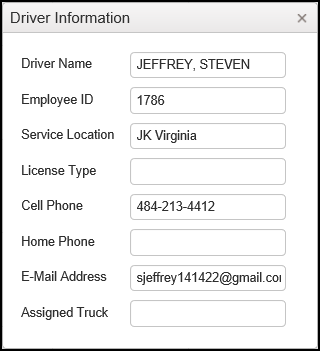 Driver Information ×
Driver Name JEFFREY, STEVEN
Employee ID 1786
Service Location JK Virginia
License Type
Cell Phone 484-213-4412
Home Phone
E-Mail Address sjeffrey141422@gmail.co
Assigned Truck